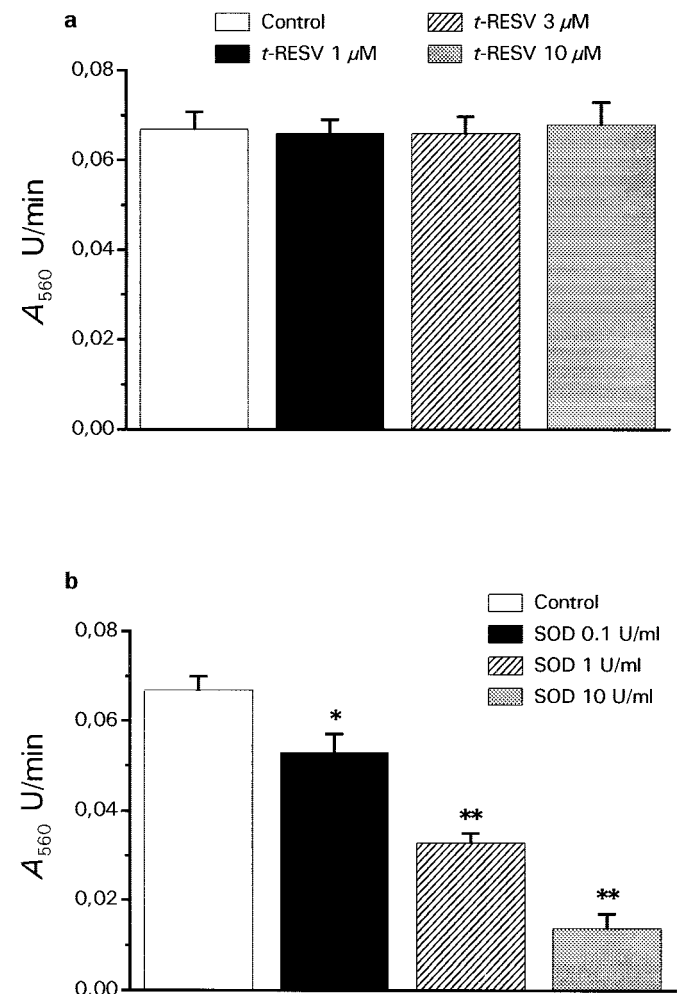 a
Control
t-RESV 3 μM
t-RESV 1 μM
t-RESV 10 μM
0,08
0,06
0,04
0,02
0,00
A560 U/min
b
Control
SOD 0.1 U/ml
SOD 1 U/ml
SOD 10 U/ml
0,08
0,06
0,04
0,02
0.00
A560 U/min
*
**
**